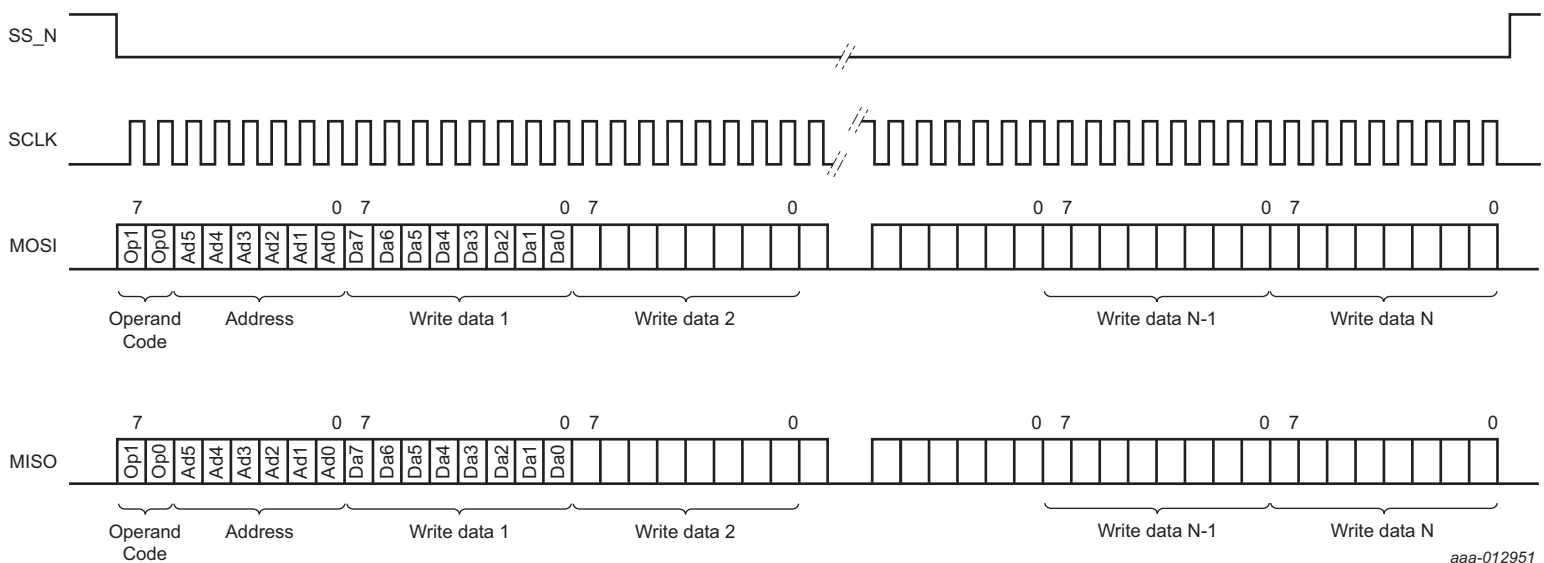 SS_N
SCLK
7 0 7 0 7 0 0 7 0 7 0
MOSI Op1 Op0 Ad5 Ad4 Ad3 Ad2 Ad1 Ad0 Da7 Da6 Da5 Da4 Da3 Da2 Da1 Da0
Operand Address Write data 1 Write data 2 Write data N-1 Write data N
Code
7 0 7 0 7 0 0 7 0 7 0
MISO Op1 Op0 Ad5 Ad4 Ad3 Ad2 Ad1 Ad0 Da7 Da6 Da5 Da4 Da3 Da2 Da1 Da0
Operand Address Write data 1 Write data 2 Write data N-1 Write data N
Code
aaa-012951